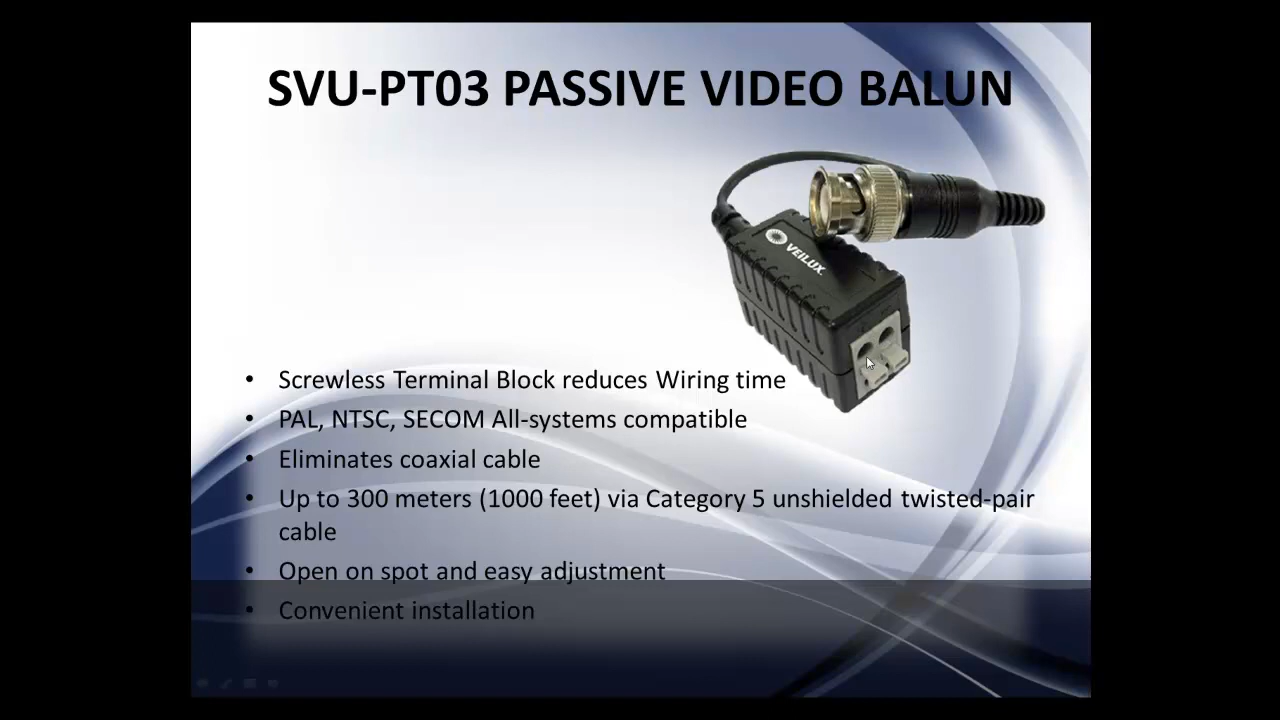 SVU-PT03 PASSIVE VIDEO BALUN
VEILUX
• Screwless Terminal Block reduces Wiring time
• PAL, NTSC, SECOM All-systems compatible
• Eliminates coaxial cable
• Up to 300 meters (1000 feet) via Category 5 unshielded twisted-pair
cable
• Open on spot and easy adjustment
• Convenient installation